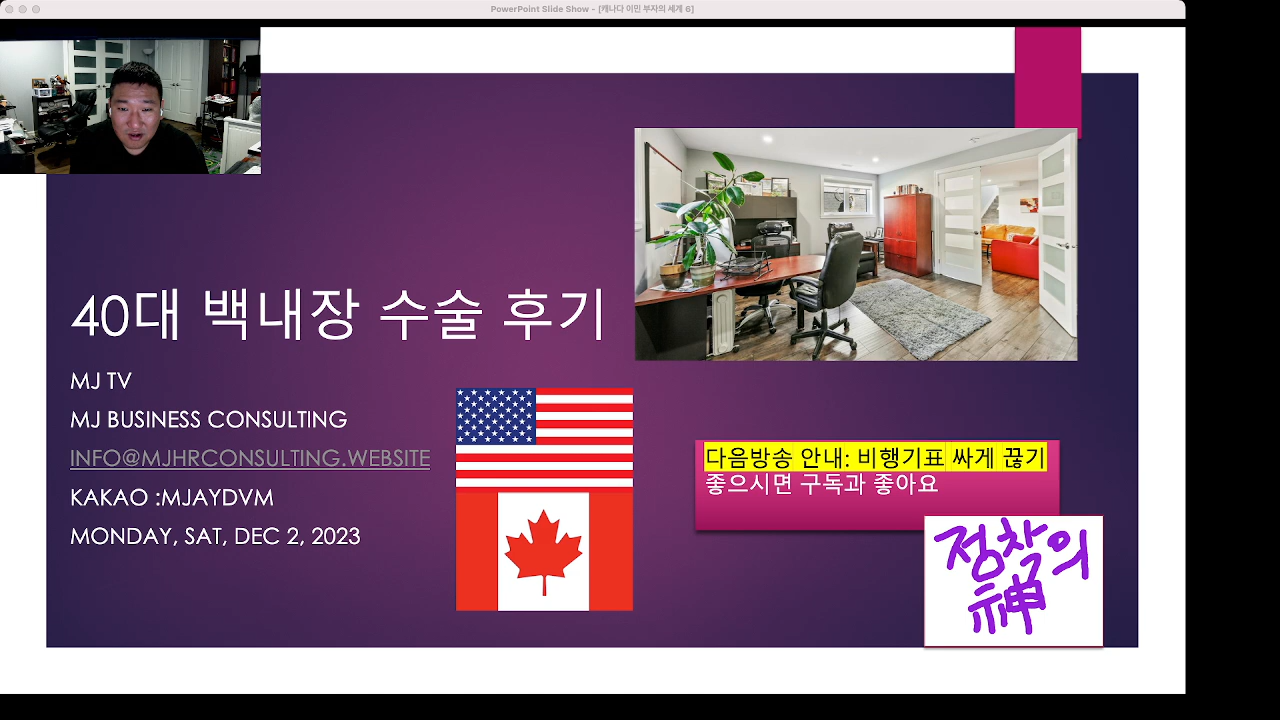 PowerPoint Slide Show - [캐나다 이민 부자의 세계 6]
40대 백내장 수술 후기
MJ TV
MJ BUSINESS CONSULTING
INFO@MJHRCONSULTING.WEBSITE
KAKAO :MJAYDVM
MONDAY, SAT, DEC 2, 2023
다음방송 안내: 비행기표 싸게 끊기
좋으시면 구독과 좋아요
정착의
神